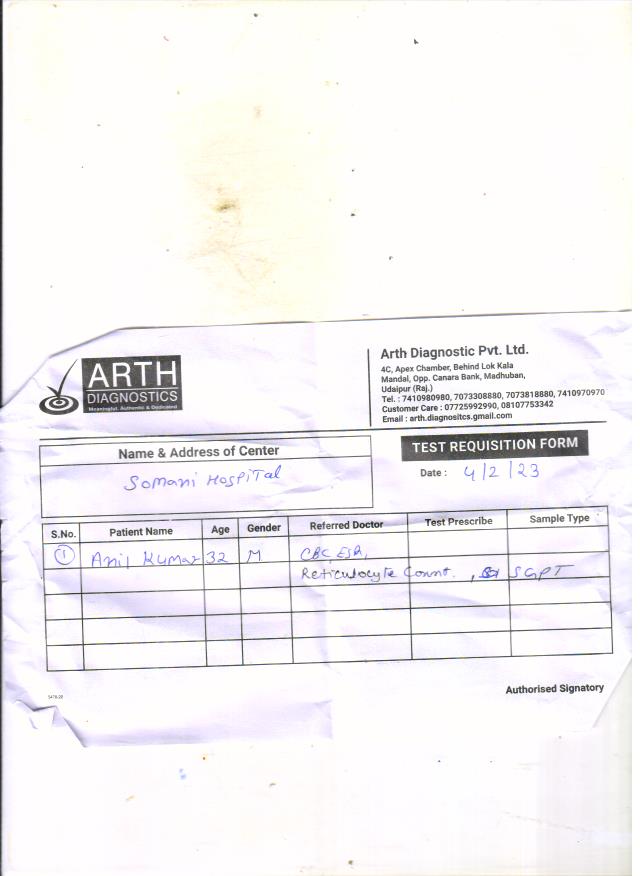 ARTH
DIAGNOSTICS
Meaningful, Authentic & Dedicated
Arth Diagnostic Pvt. Ltd.
4C, Apex Chamber, Behind Lok Kala
Mandal, Opp. Canara Bank, Madhuban,
Udaipur (Raj.)
Tel. : 7410980980, 7073308880, 7073818880, 7410970970
Customer Care : 07725992990, 08107753342
Email : arth.diagnositcs.gmail.com
Name & Address of Center
TEST REQUISITION FORM
Somani Hospital
Date : 4/2/23
S.No. Patient Name Age Gender Referred Doctor Test Prescribe Sample Type
1 Anil Kumar 32 M CBC ESR,
Reticulocyte Count. , SGPT
Authorised Signatory